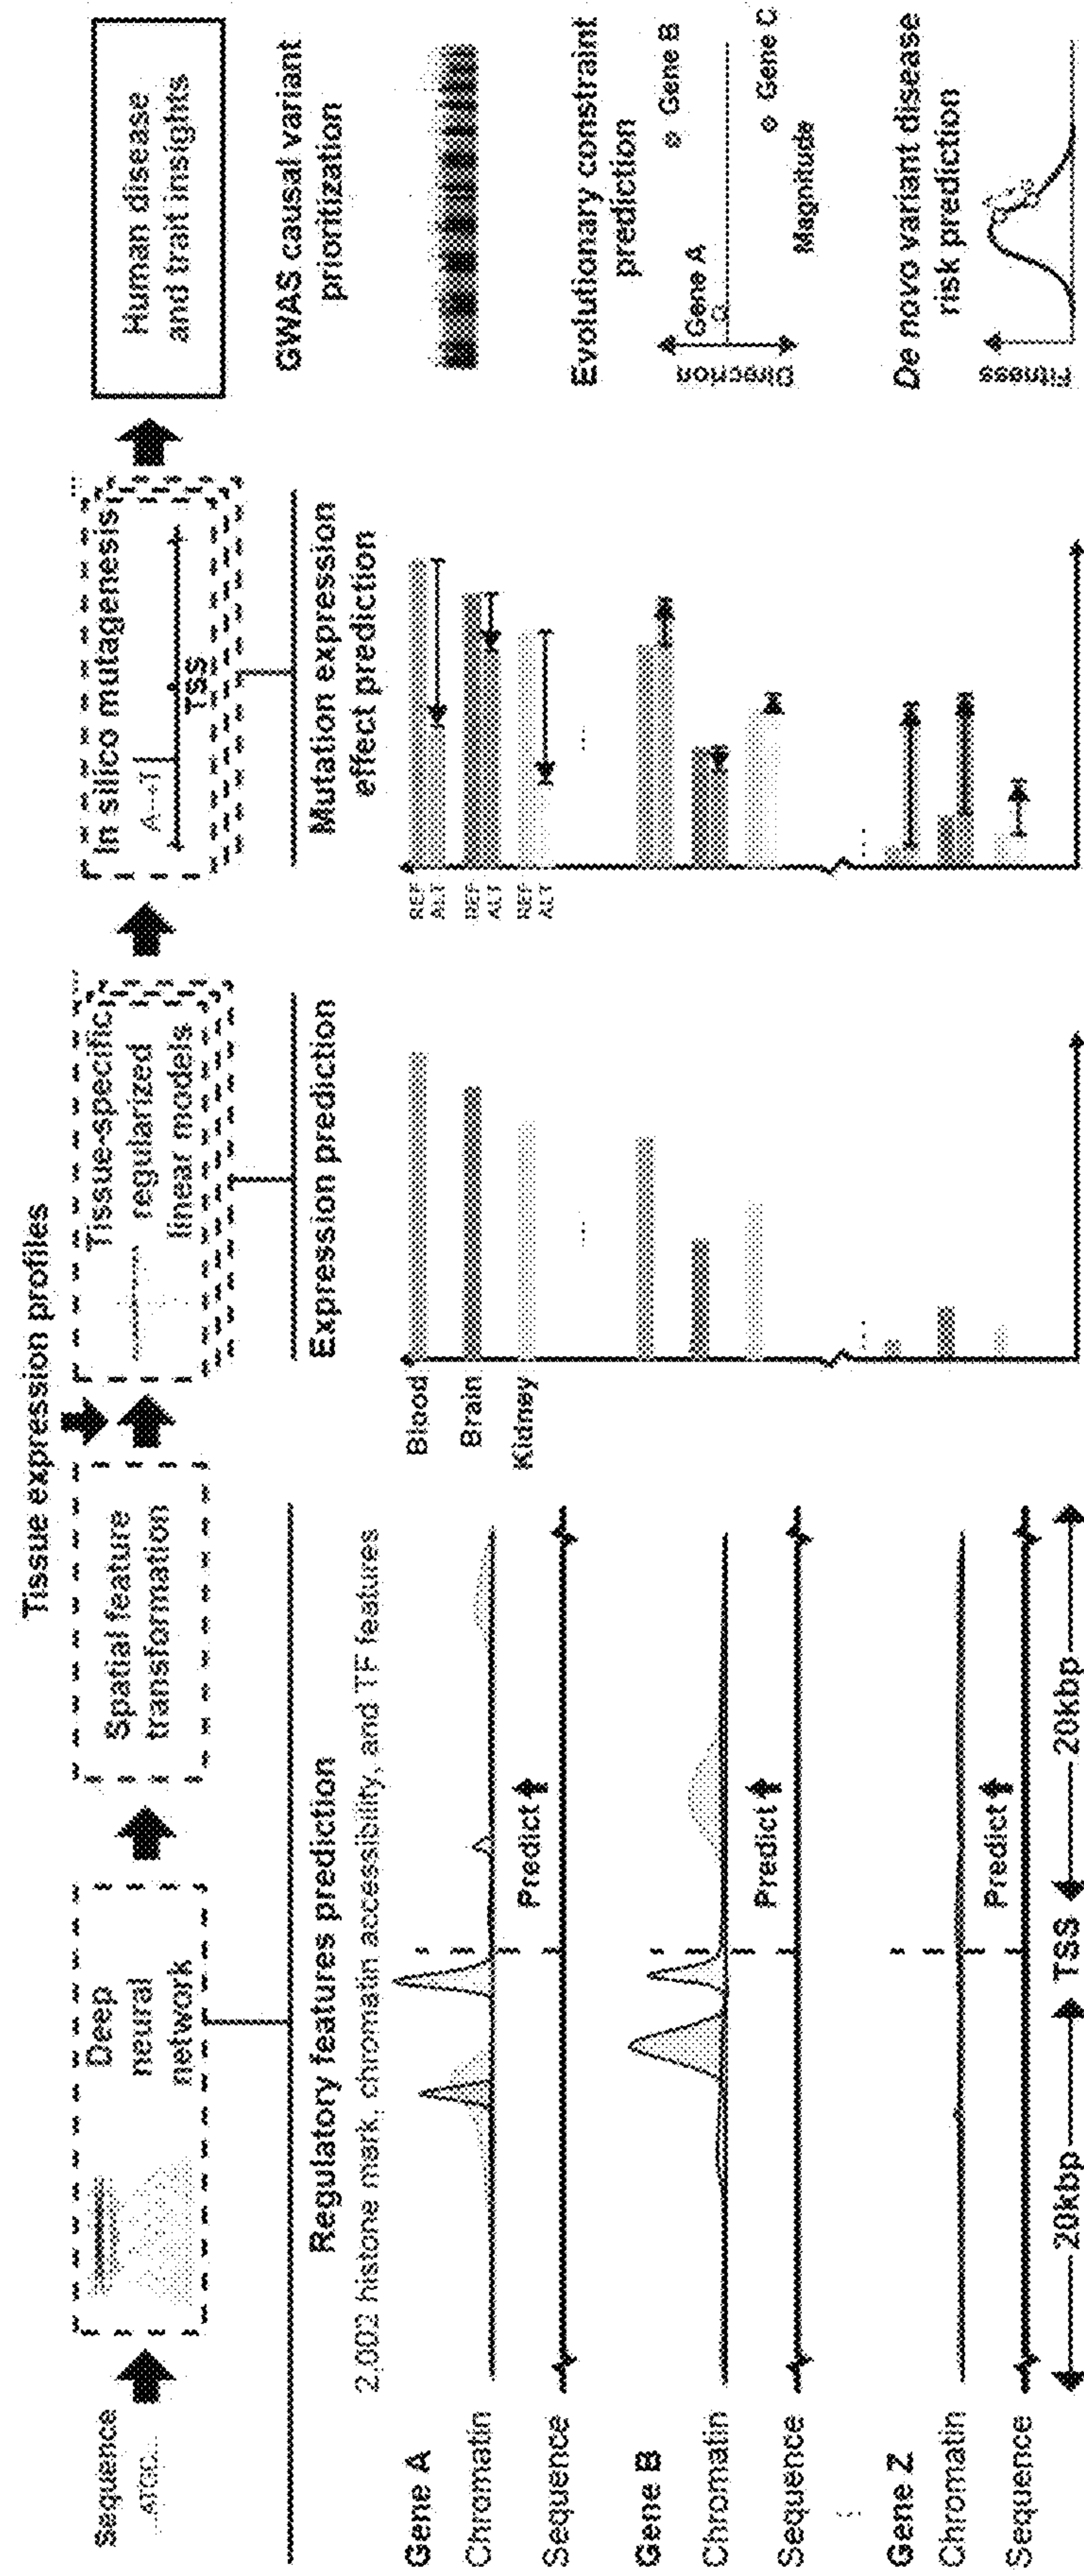 Tissue expression profiles
Sequence
...ATGC...
Deep
neural
network
Spatial feature
transformation
Tissue-specific
regularized
linear models
In silico mutagenesis
A→T
TSS
Human disease
and trait insights
Regulatory features prediction
2,002 histone mark, chromatin accessibility, and TF features
Gene A
Chromatin
Predict
Sequence
Gene B
Chromatin
Predict
Sequence
Gene Z
Chromatin
Predict
Sequence
20kbp
TSS
20kbp
Expression prediction
Blood
Brain
Kidney
...
...
Mutation expression
effect prediction
REF
ALT
REF
ALT
REF
ALT
...
...
GWAS causal variant
prioritization
Evolutionary constraint
prediction
Direction
Gene A
Gene B
Gene C
Magnitude
De novo variant disease
risk prediction
Fitness